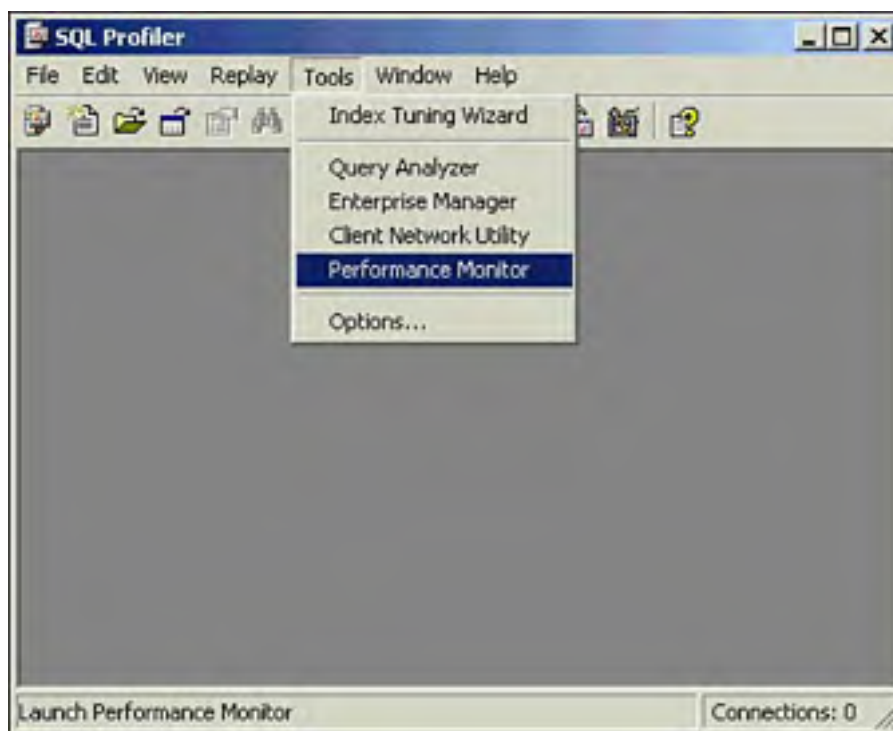 SQL Profiler
File Edit View Replay Tools Window Help
Index Tuning Wizard
Query Analyzer
Enterprise Manager
Client Network Utility
Performance Monitor
Options...
Launch Performance Monitor Connections: 0